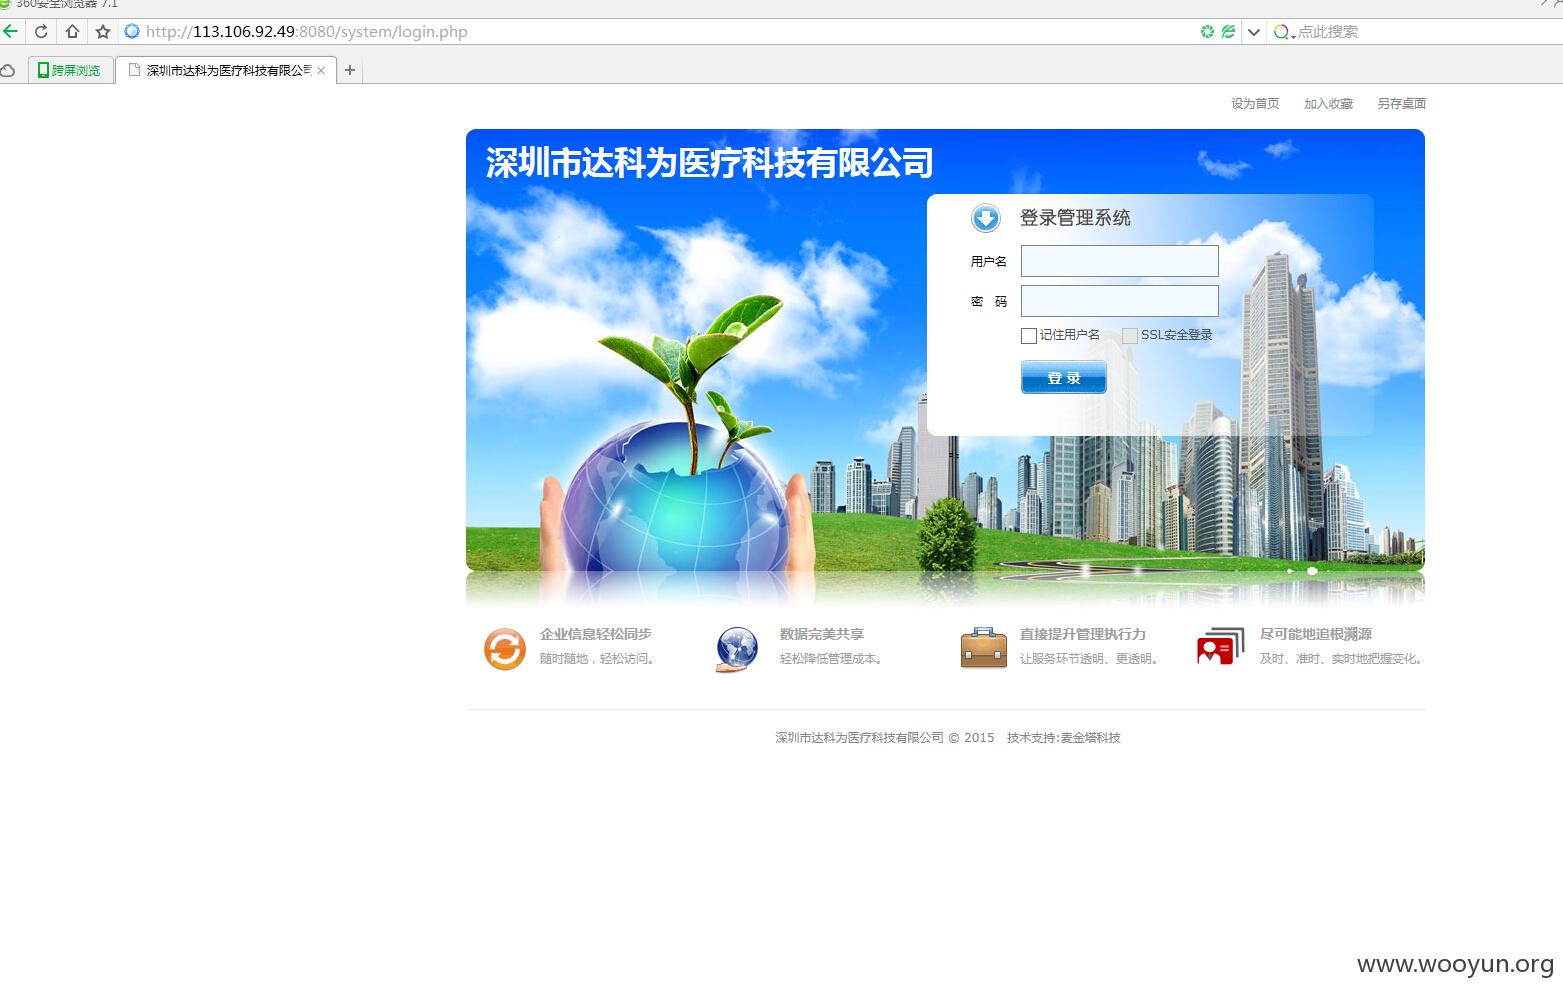 360安全浏览器 7.1
http://113.106.92.49:8080/system/login.php
点此搜索
跨屏浏览
深圳市达科为医疗科技有限公司
设为首页 加入收藏 另存桌面
深圳市达科为医疗科技有限公司
登录管理系统
用户名
密 码
记住用户名 SSL安全登录
登 录
企业信息轻松同步
随时随地，轻松访问。
数据完美共享
轻松降低管理成本。
直接提升管理执行力
让服务环节透明、更透明。
尽可能地追根溯源
及时、准时、实时地把握变化。
深圳市达科为医疗科技有限公司 © 2015 技术支持:麦金塔科技
www.wooyun.org